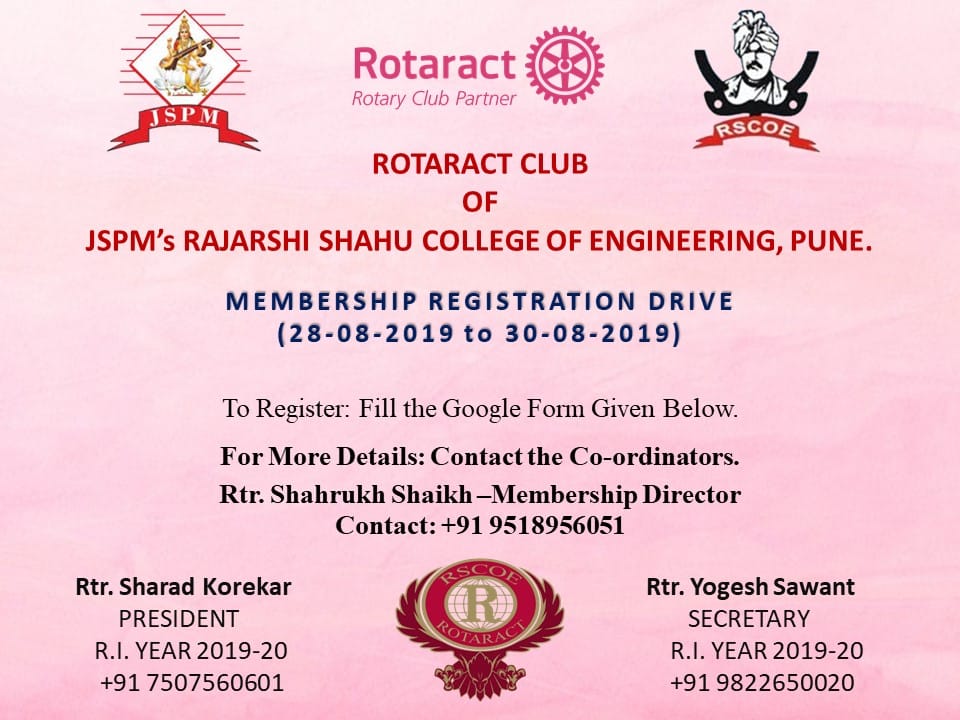 JSPM
Rotaract
Rotary Club Partner
RSCOE
ROTARACT CLUB
OF
JSPM’s RAJARSHI SHAHU COLLEGE OF ENGINEERING, PUNE.
MEMBERSHIP REGISTRATION DRIVE
(28-08-2019 to 30-08-2019)
To Register: Fill the Google Form Given Below.
For More Details: Contact the Co-ordinators.
Rtr. Shahrukh Shaikh –Membership Director
Contact: +91 9518956051
Rtr. Sharad Korekar
PRESIDENT
R.I. YEAR 2019-20
+91 7507560601
RSCOE
R
ROTARACT
Rtr. Yogesh Sawant
SECRETARY
R.I. YEAR 2019-20
+91 9822650020